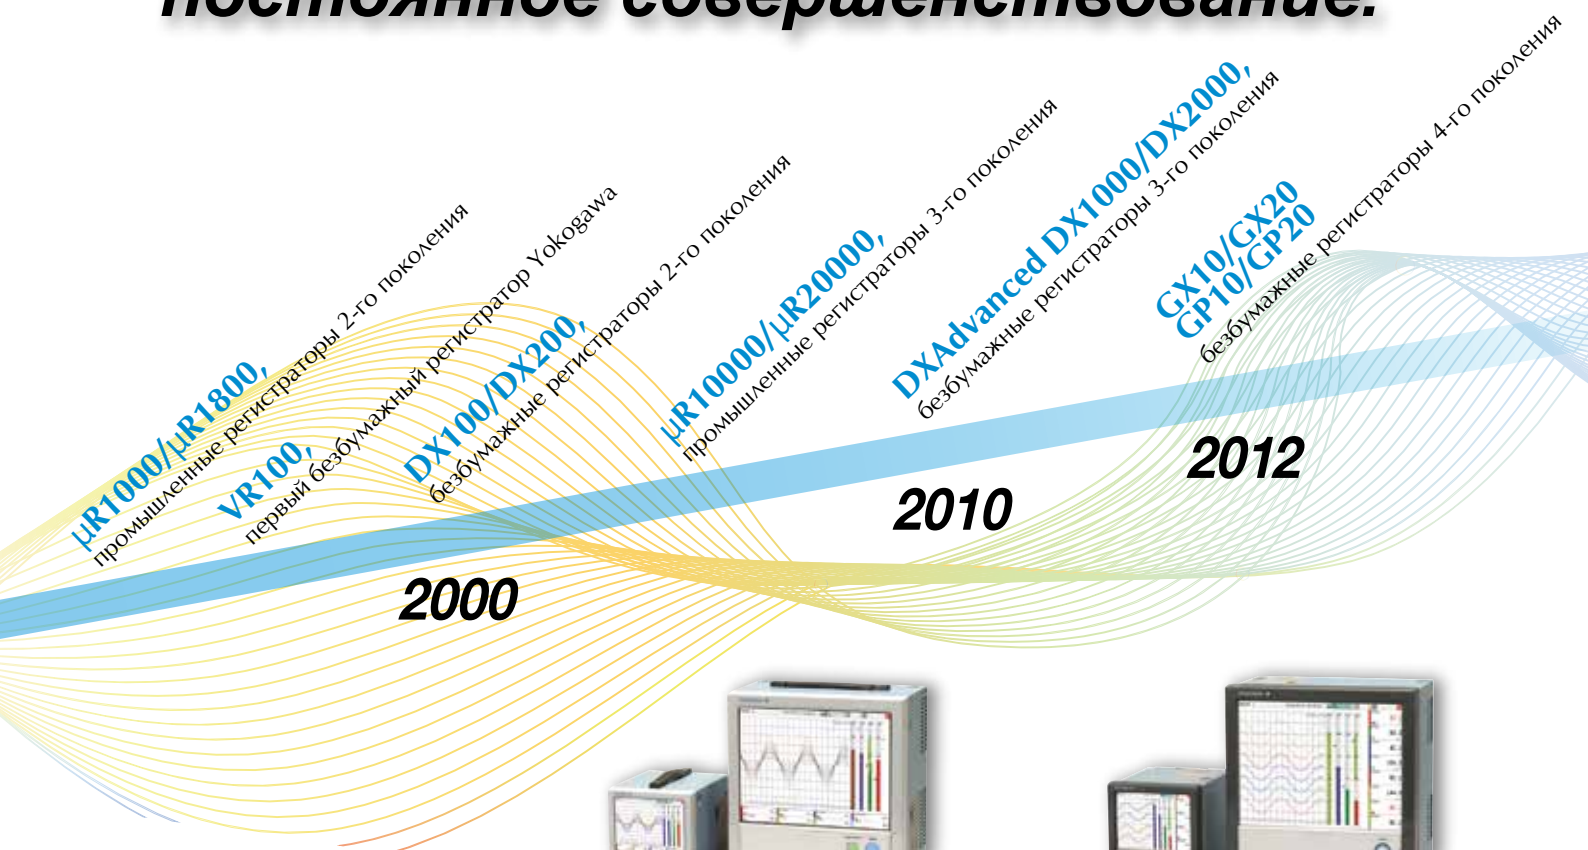 постоянное совершенствование.
μR1000/μR1800,
промышленные регистраторы 2-го поколения
VR100,
первый безбумажный регистратор Yokogawa
DX100/DX200,
безбумажные регистраторы 2-го поколения
μR10000/μR20000,
промышленные регистраторы 3-го поколения
DXAdvanced DX1000/DX2000,
безбумажные регистраторы 3-го поколения
GX10/GX20
GP10/GP20
безбумажные регистраторы 4-го поколения
2000
2010
2012